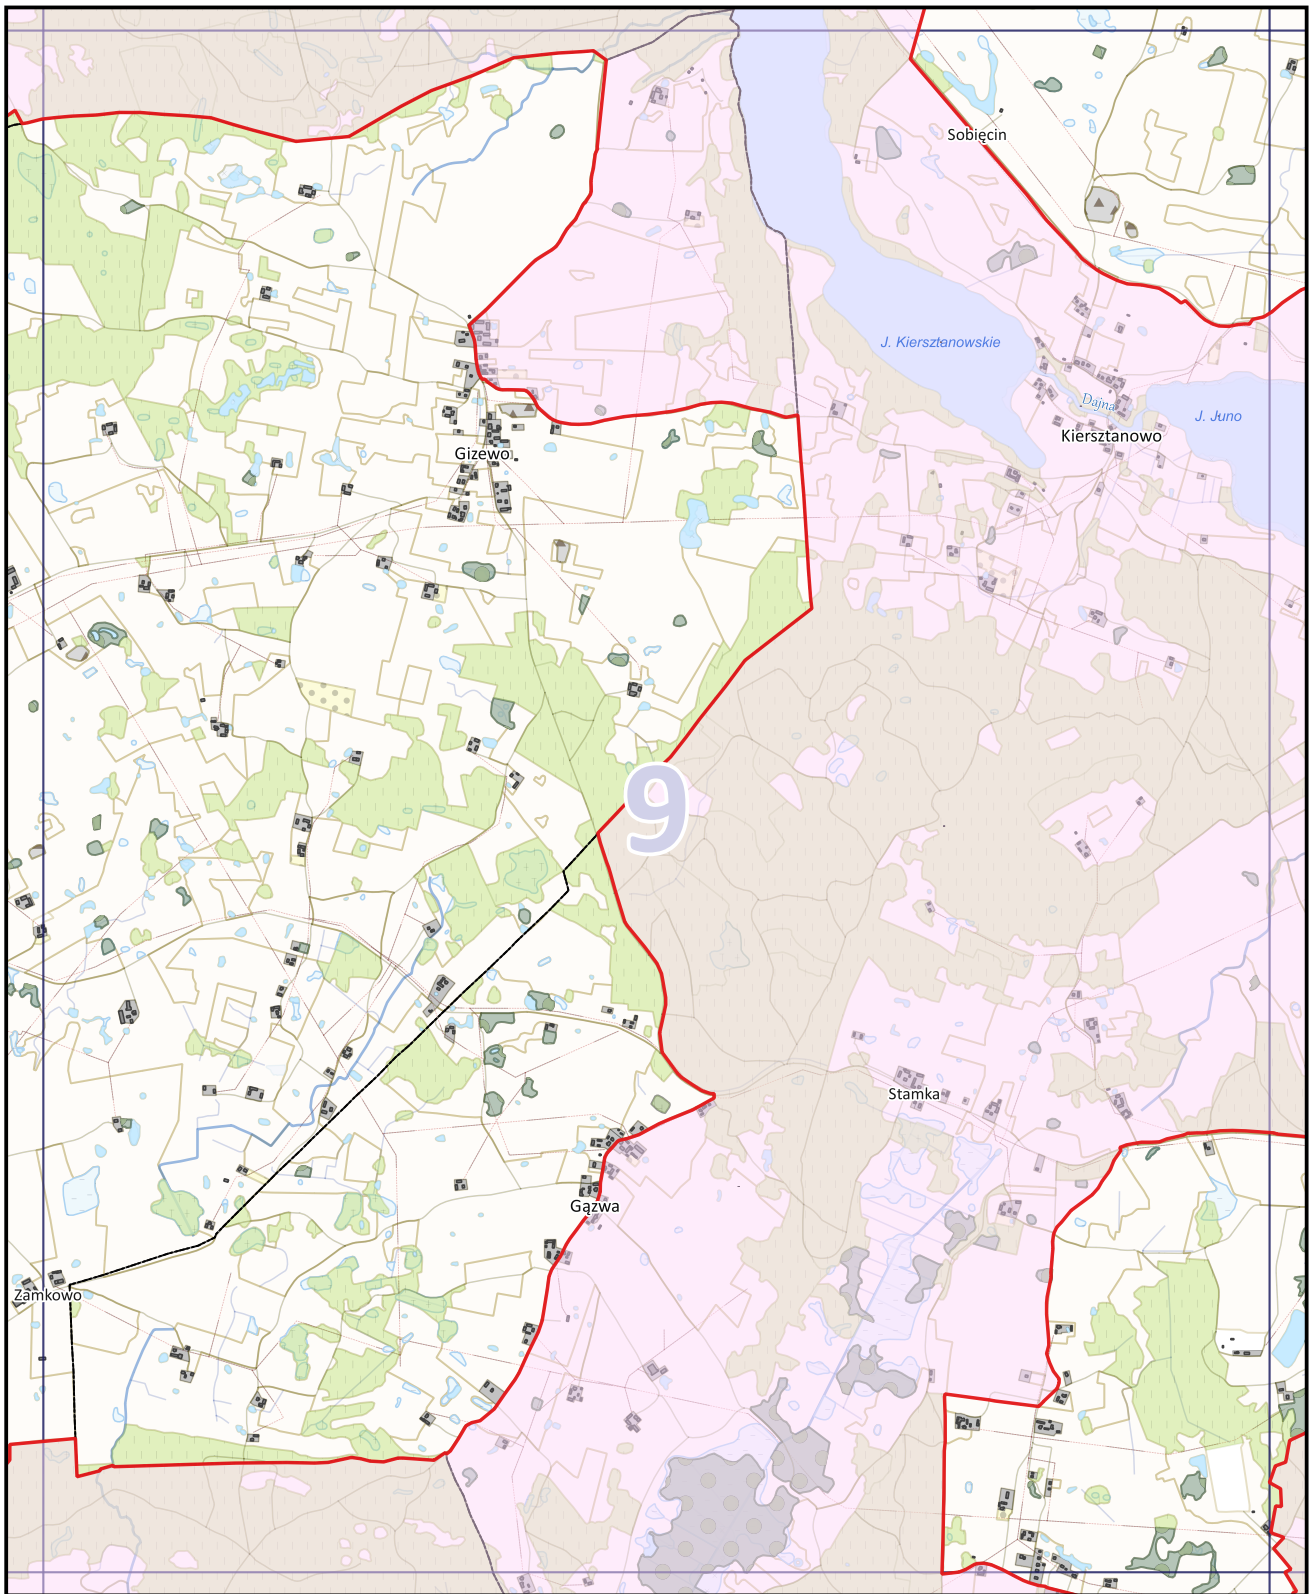 Sobięcin
J. Kiersztanowskie
Dajna
J. Juno
Kiersztanowo
Gizewo
9
Stamka
Gązwa
Zamkowo